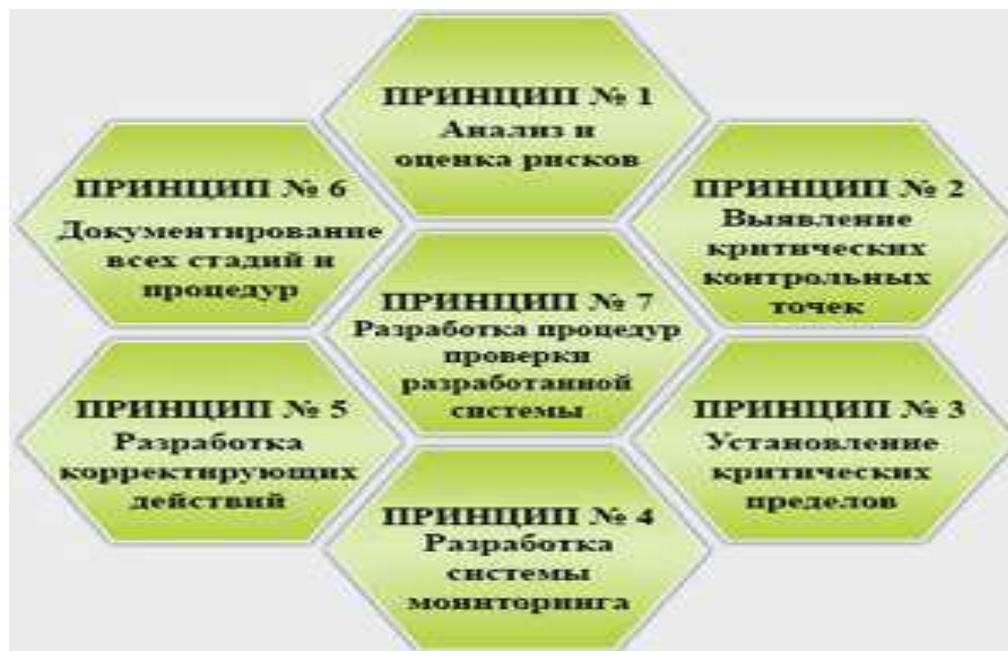 ПРИНЦИП № 1
Анализ и
оценка рисков
ПРИНЦИП № 2
Выявление
критических
контрольных
точек
ПРИНЦИП № 3
Установление
критических
пределов
ПРИНЦИП № 4
Разработка
системы
мониторинга
ПРИНЦИП № 5
Разработка
корректирующих
действий
ПРИНЦИП № 6
Документирование
всех стадий и
процедур
ПРИНЦИП № 7
Разработка процедур
проверки
разработанной
системы